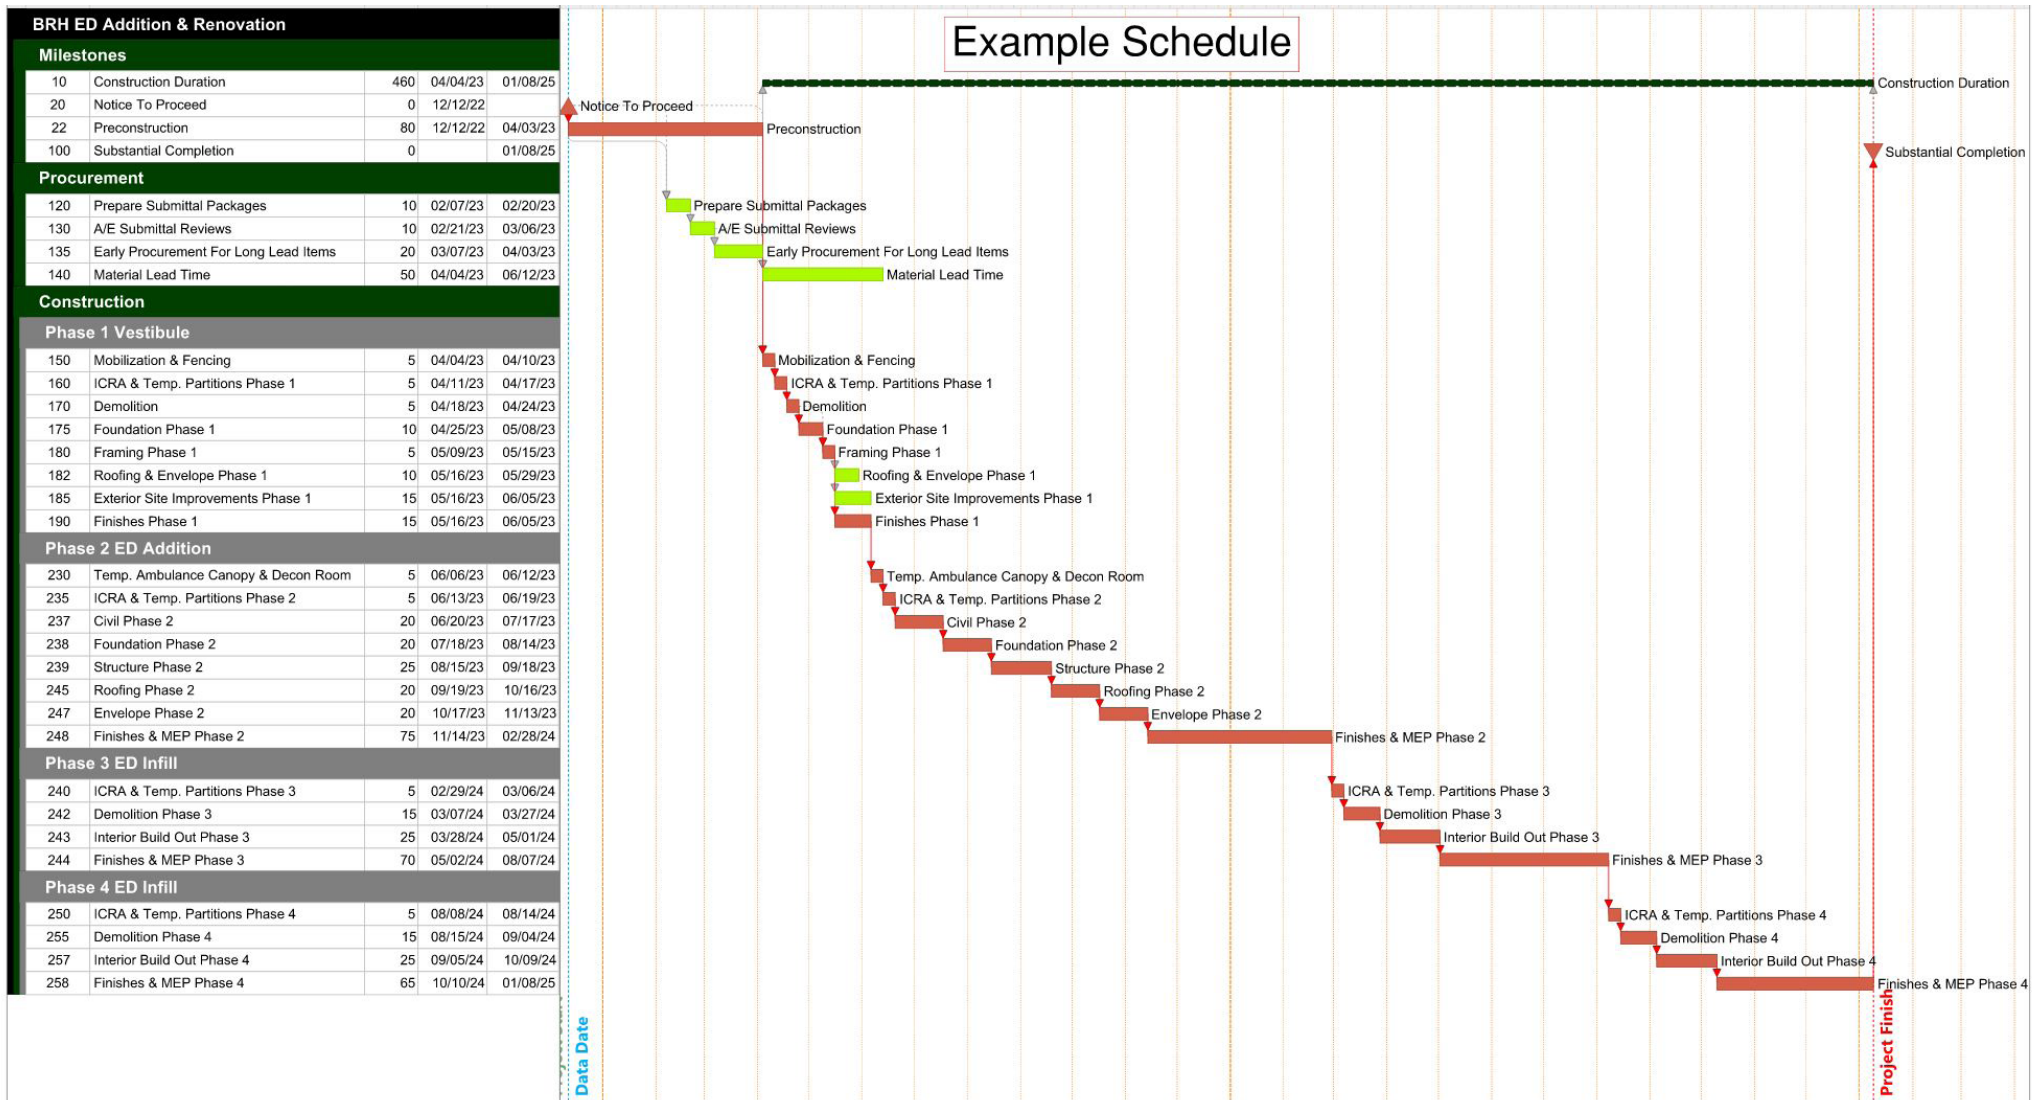 BRH ED Addition & Renovation
Example Schedule
Milestones
10 Construction Duration 460 04/04/23 01/08/25 Construction Duration
20 Notice To Proceed 0 12/12/22 Notice To Proceed
22 Preconstruction 80 12/12/22 04/03/23 Preconstruction
100 Substantial Completion 0 01/08/25 Substantial Completion
Procurement
120 Prepare Submittal Packages 10 02/07/23 02/20/23 Prepare Submittal Packages
130 A/E Submittal Reviews 10 02/21/23 03/06/23 A/E Submittal Reviews
135 Early Procurement For Long Lead Items 20 03/07/23 04/03/23 Early Procurement For Long Lead Items
140 Material Lead Time 50 04/04/23 06/12/23 Material Lead Time
Construction
Phase 1 Vestibule
150 Mobilization & Fencing 5 04/04/23 04/10/23 Mobilization & Fencing
160 ICRA & Temp. Partitions Phase 1 5 04/11/23 04/17/23 ICRA & Temp. Partitions Phase 1
170 Demolition 5 04/18/23 04/24/23 Demolition
175 Foundation Phase 1 10 04/25/23 05/08/23 Foundation Phase 1
180 Framing Phase 1 5 05/09/23 05/15/23 Framing Phase 1
182 Roofing & Envelope Phase 1 10 05/16/23 05/29/23 Roofing & Envelope Phase 1
185 Exterior Site Improvements Phase 1 15 05/16/23 06/05/23 Exterior Site Improvements Phase 1
190 Finishes Phase 1 15 05/16/23 06/05/23 Finishes Phase 1
Phase 2 ED Addition
230 Temp. Ambulance Canopy & Decon Room 5 06/06/23 06/12/23 Temp. Ambulance Canopy & Decon Room
235 ICRA & Temp. Partitions Phase 2 5 06/13/23 06/19/23 ICRA & Temp. Partitions Phase 2
237 Civil Phase 2 20 06/20/23 07/17/23 Civil Phase 2
238 Foundation Phase 2 20 07/18/23 08/14/23 Foundation Phase 2
239 Structure Phase 2 25 08/15/23 09/18/23 Structure Phase 2
245 Roofing Phase 2 20 09/19/23 10/16/23 Roofing Phase 2
247 Envelope Phase 2 20 10/17/23 11/13/23 Envelope Phase 2
248 Finishes & MEP Phase 2 75 11/14/23 02/28/24 Finishes & MEP Phase 2
Phase 3 ED Infill
240 ICRA & Temp. Partitions Phase 3 5 02/29/24 03/06/24 ICRA & Temp. Partitions Phase 3
242 Demolition Phase 3 15 03/07/24 03/27/24 Demolition Phase 3
243 Interior Build Out Phase 3 25 03/28/24 05/01/24 Interior Build Out Phase 3
244 Finishes & MEP Phase 3 70 05/02/24 08/07/24 Finishes & MEP Phase 3
Phase 4 ED Infill
250 ICRA & Temp. Partitions Phase 4 5 08/08/24 08/14/24 ICRA & Temp. Partitions Phase 4
255 Demolition Phase 4 15 08/15/24 09/04/24 Demolition Phase 4
257 Interior Build Out Phase 4 25 09/05/24 10/09/24 Interior Build Out Phase 4
258 Finishes & MEP Phase 4 65 10/10/24 01/08/25 Finishes & MEP Phase 4
Data Date
Project Finish